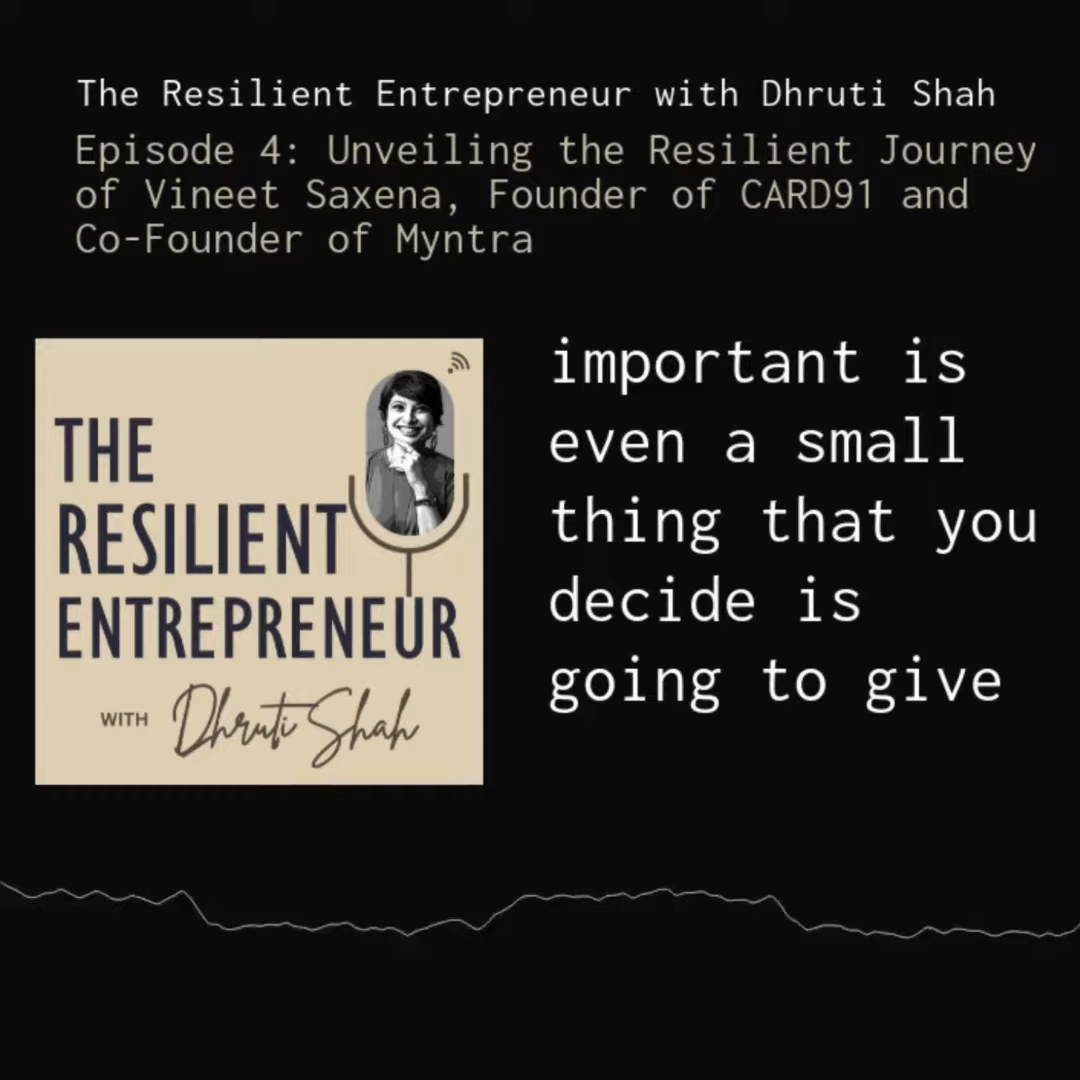 The Resilient Entrepreneur with Dhruti Shah
Episode 4: Unveiling the Resilient Journey
of Vineet Saxena, Founder of CARD91 and
Co-Founder of Myntra
THE
RESILIENT
ENTREPRENEUR
WITH Dhruti Shah
important is
even a small
thing that you
decide is
going to give